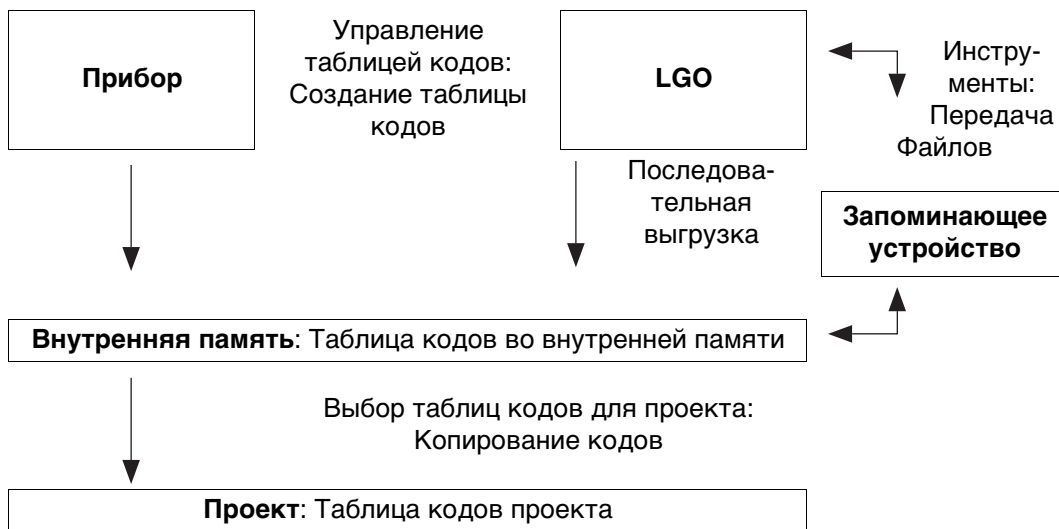 Прибор
Управление
таблицей кодов:
Создание таблицы
кодов
LGO
Инстру-
менты:
Передача
Файлов
Последова-
тельная
выгрузка
Запоминающее
устройство
Внутренняя память: Таблица кодов во внутренней памяти
Выбор таблиц кодов для проекта:
Копирование кодов
Проект: Таблица кодов проекта